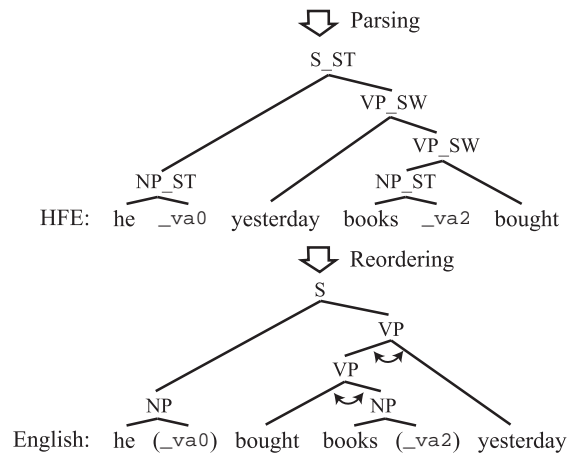 Parsing
S_ST
VP_SW
VP_SW
NP_ST NP_ST
HFE: he _va0 yesterday books _va2 bought
Reordering
S
VP
VP
NP NP
English: he (_va0) bought books (_va2) yesterday